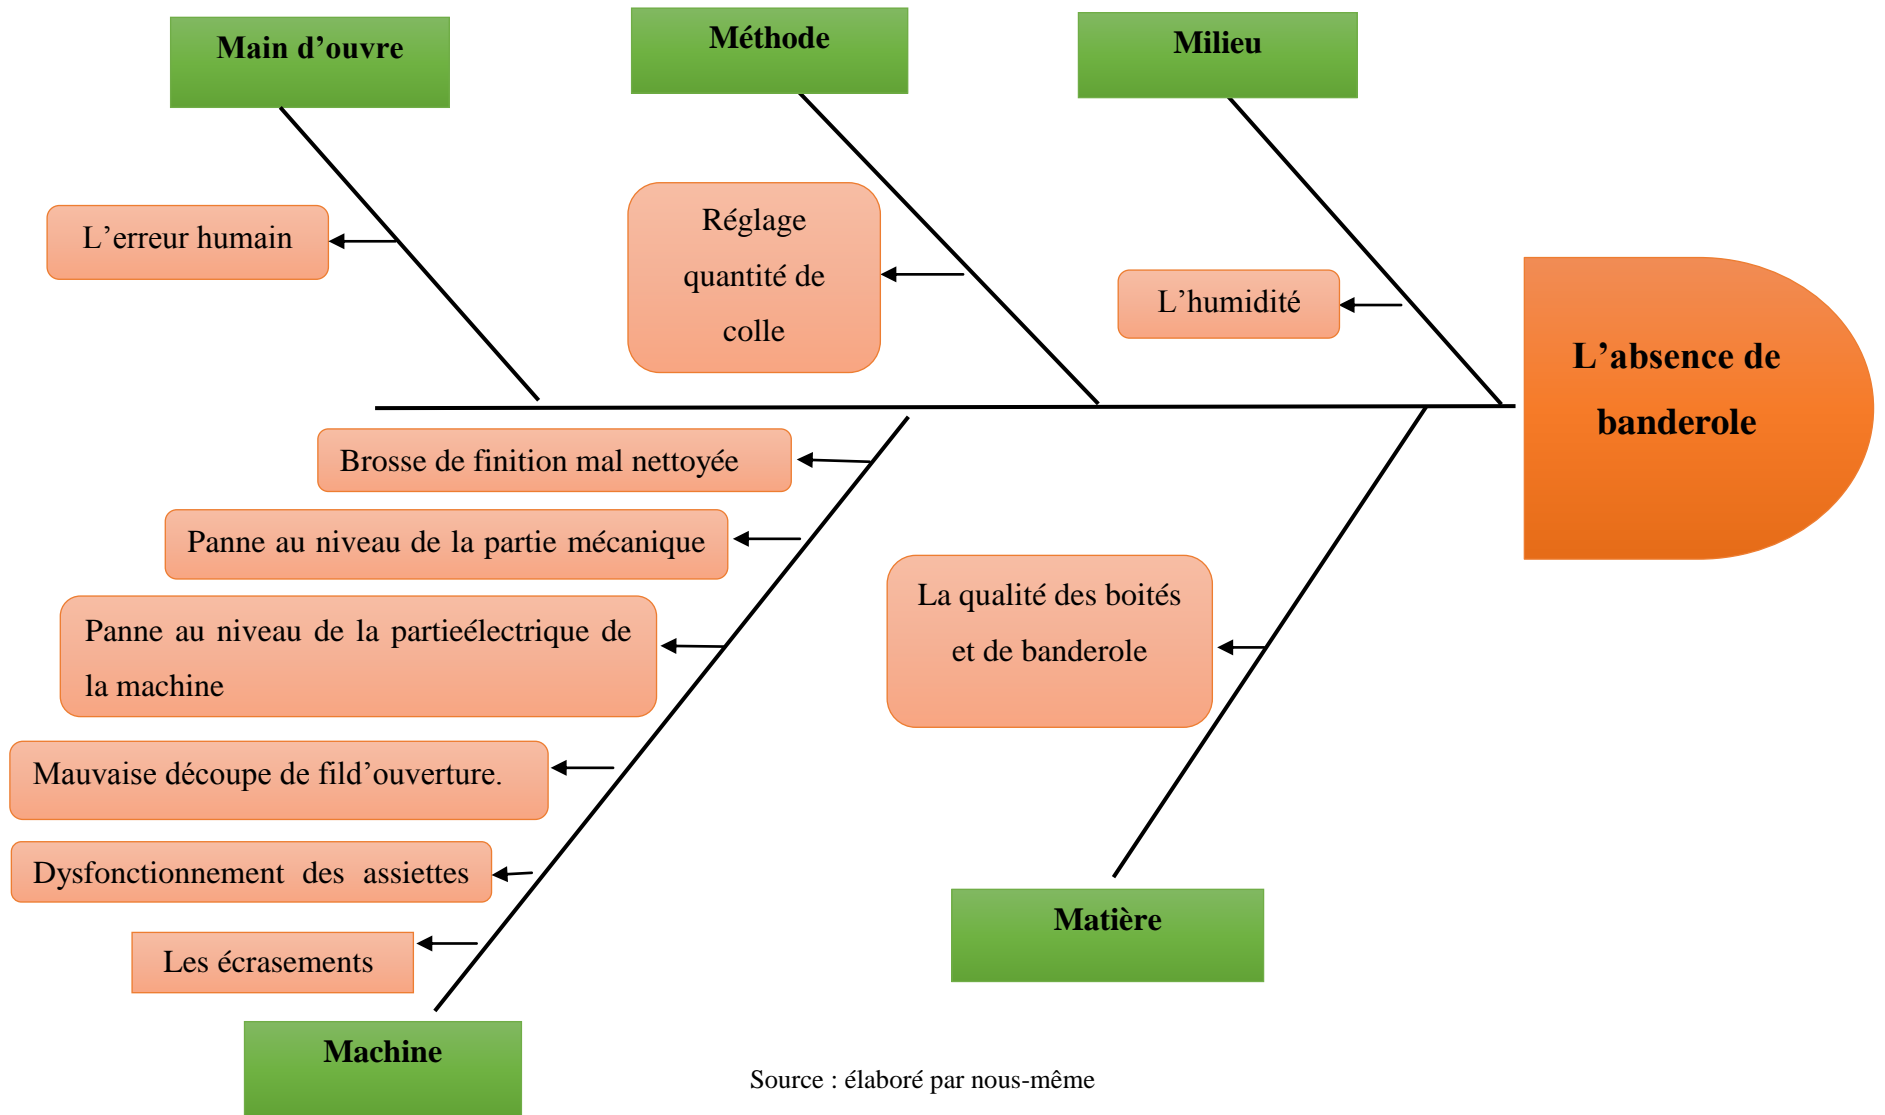 Main d’ouvre
Méthode
Milieu
L’erreur humain
Réglage
quantité de
colle
L’humidité
L’absence de
banderole
Brosse de finition mal nettoyée
Panne au niveau de la partie mécanique
Panne au niveau de la partieélectrique de
la machine
Mauvaise découpe de fild’ouverture.
Dysfonctionnement des assiettes
Les écrasements
La qualité des boités
et de banderole
Matière
Machine
Source : élaboré par nous-même